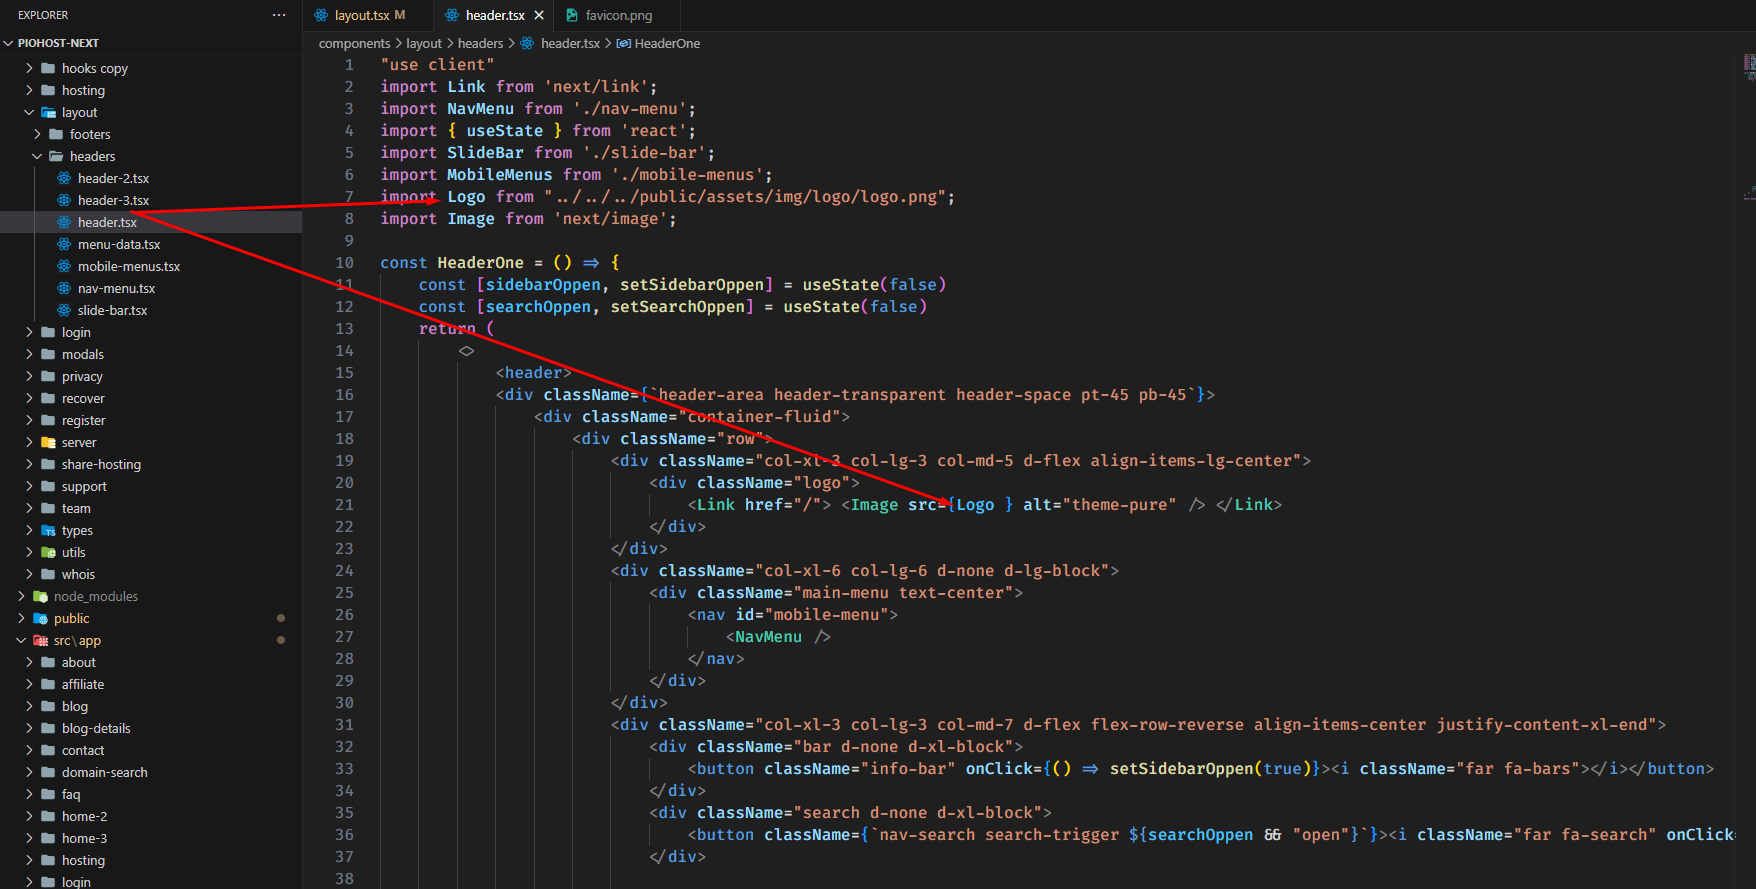 EXPLORER
···
PIOHOST-NEXT
hooks copy
hosting
layout
footers
headers
header-2.tsx
header-3.tsx
header.tsx
menu-data.tsx
mobile-menus.tsx
nav-menu.tsx
slide-bar.tsx
login
modals
privacy
recover
register
server
share-hosting
support
team
types
utils
whois
node_modules
public
src\app
about
affiliate
blog
blog-details
contact
domain-search
faq
home-2
home-3
hosting
login
layout.tsx M
header.tsx
favicon.png
components > layout > headers > header.tsx > HeaderOne
1 "use client"
2 import Link from 'next/link';
3 import NavMenu from './nav-menu';
4 import { useState } from 'react';
5 import SlideBar from './slide-bar';
6 import MobileMenus from './mobile-menus';
7 import Logo from "../../../public/assets/img/logo/logo.png";
8 import Image from 'next/image';
9
10 const HeaderOne = () => {
11 const [sidebarOppen, setSidebarOppen] = useState(false)
12 const [searchOppen, setSearchOppen] = useState(false)
13 return (
14 <>
15 <header>
16 <div className={`header-area header-transparent header-space pt-45 pb-45`}>
17 <div className="container-fluid">
18 <div className="row">
19 <div className="col-xl-3 col-lg-3 col-md-5 d-flex align-items-lg-center">
20 <div className="logo">
21 <Link href="/"> <Image src={Logo } alt="theme-pure" /> </Link>
22 </div>
23 </div>
24 <div className="col-xl-6 col-lg-6 d-none d-lg-block">
25 <div className="main-menu text-center">
26 <nav id="mobile-menu">
27 <NavMenu />
28 </nav>
29 </div>
30 </div>
31 <div className="col-xl-3 col-lg-3 col-md-7 d-flex flex-row-reverse align-items-center justify-content-xl-end">
32 <div className="bar d-none d-xl-block">
33 <button className="info-bar" onClick={() => setSidebarOppen(true)}><i className="far fa-bars"></i></button>
34 </div>
35 <div className="search d-none d-xl-block">
36 <button className={`nav-search search-trigger ${searchOppen && "open"}`}><i className="far fa-search" onClick=
37 </div>
38